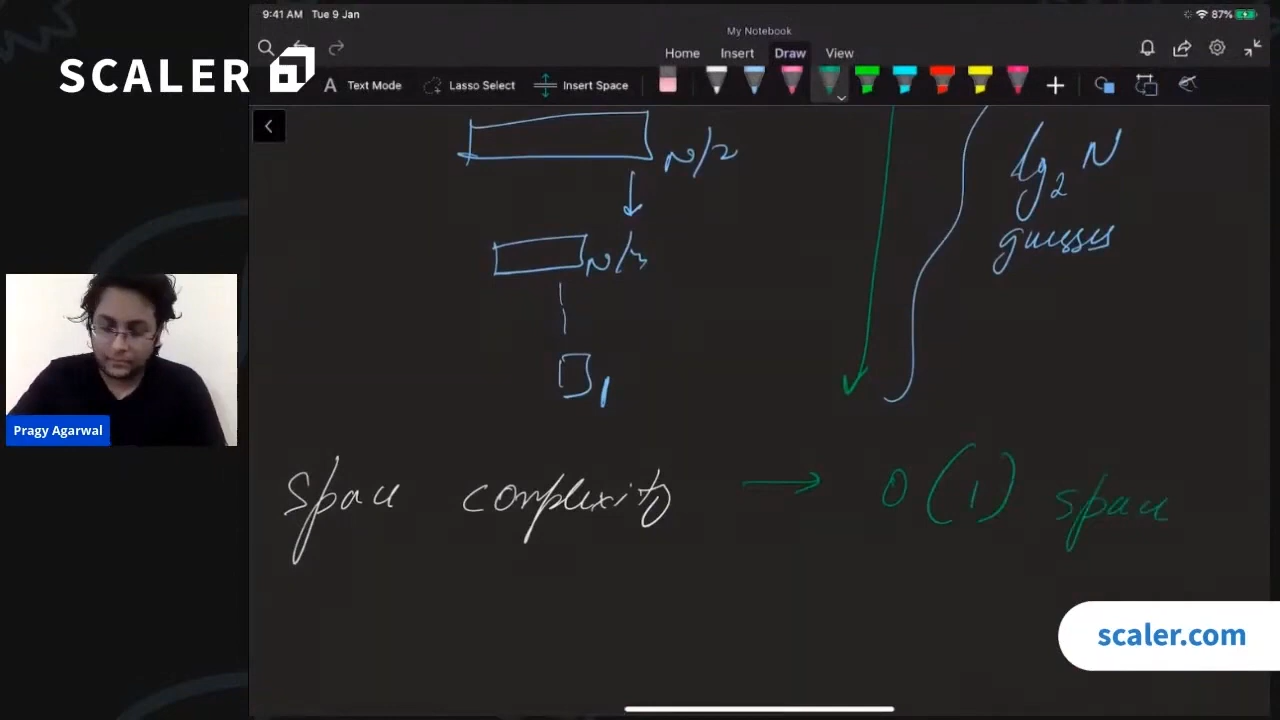 9:41 AM Tue 9 Jan
87%
My Notebook
Home Insert Draw View
SCALER
Text Mode Lasso Select Insert Space
N/2
lg₂ N
guesses
N/3
1
Pragy Agarwal
space complexity → O(1) space
scaler.com